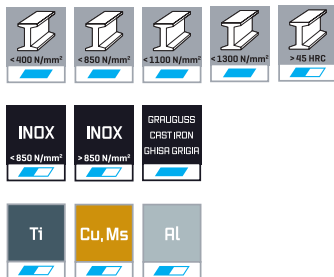 <400 N/mm² <850 N/mm² <1100 N/mm² <1300 N/mm² >45 HRC
INOX INOX GRAUGUSS
CAST IRON
GHISA GRIGIA
<850 N/mm² >850 N/mm²
Ti Cu, Ms Al